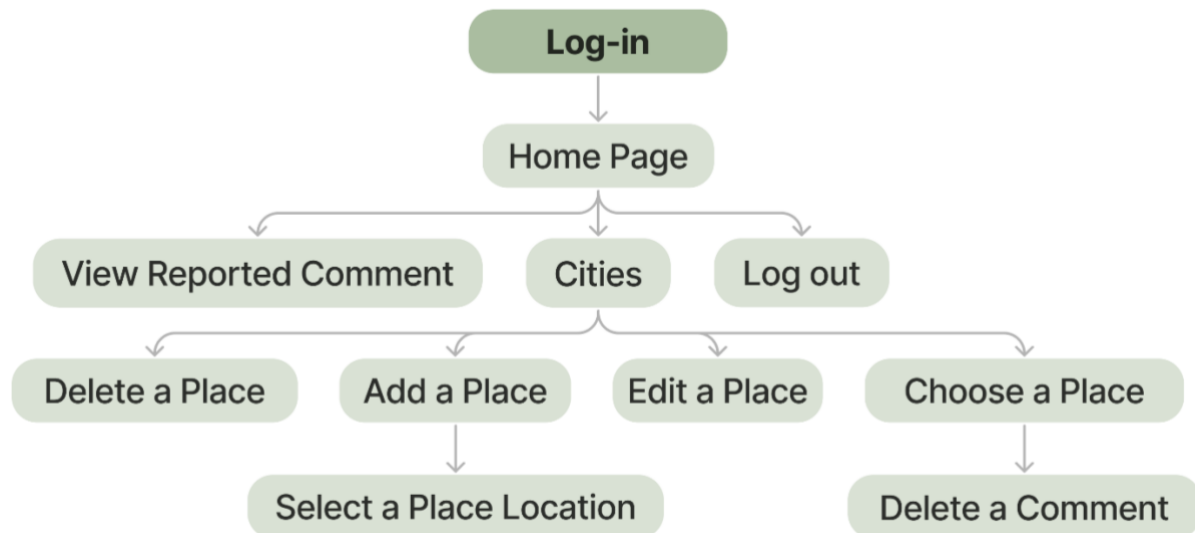 Log-in
Home Page
View Reported Comment
Cities
Log out
Delete a Place
Add a Place
Edit a Place
Choose a Place
Select a Place Location
Delete a Comment